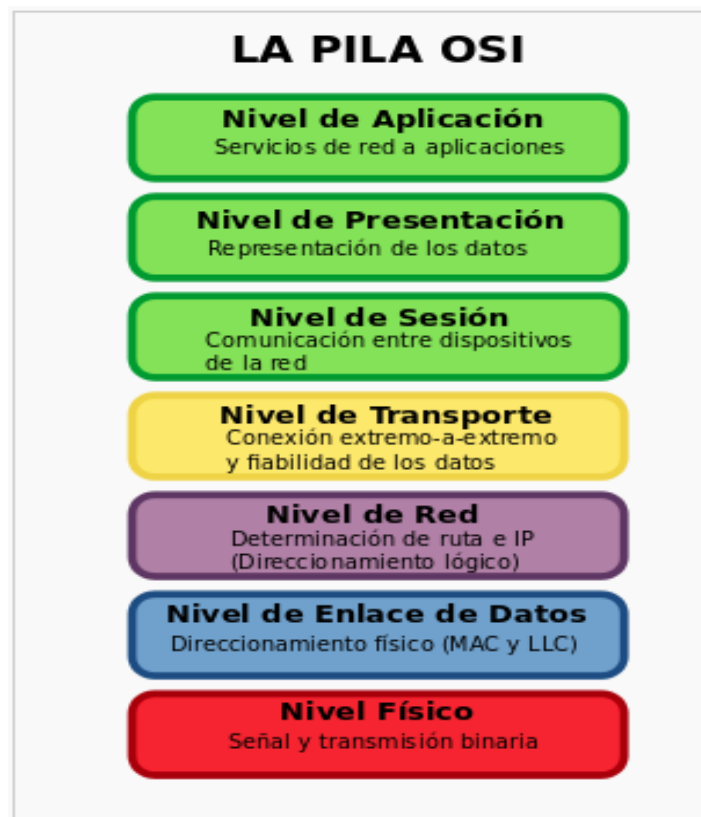 LA PILA OSI
Nivel de Aplicación
Servicios de red a aplicaciones
Nivel de Presentación
Representación de los datos
Nivel de Sesión
Comunicación entre dispositivos
de la red
Nivel de Transporte
Conexión extremo-a-extremo
y fiabilidad de los datos
Nivel de Red
Determinación de ruta e IP
(Direccionamiento lógico)
Nivel de Enlace de Datos
Direccionamiento físico (MAC y LLC)
Nivel Físico
Señal y transmisión binaria